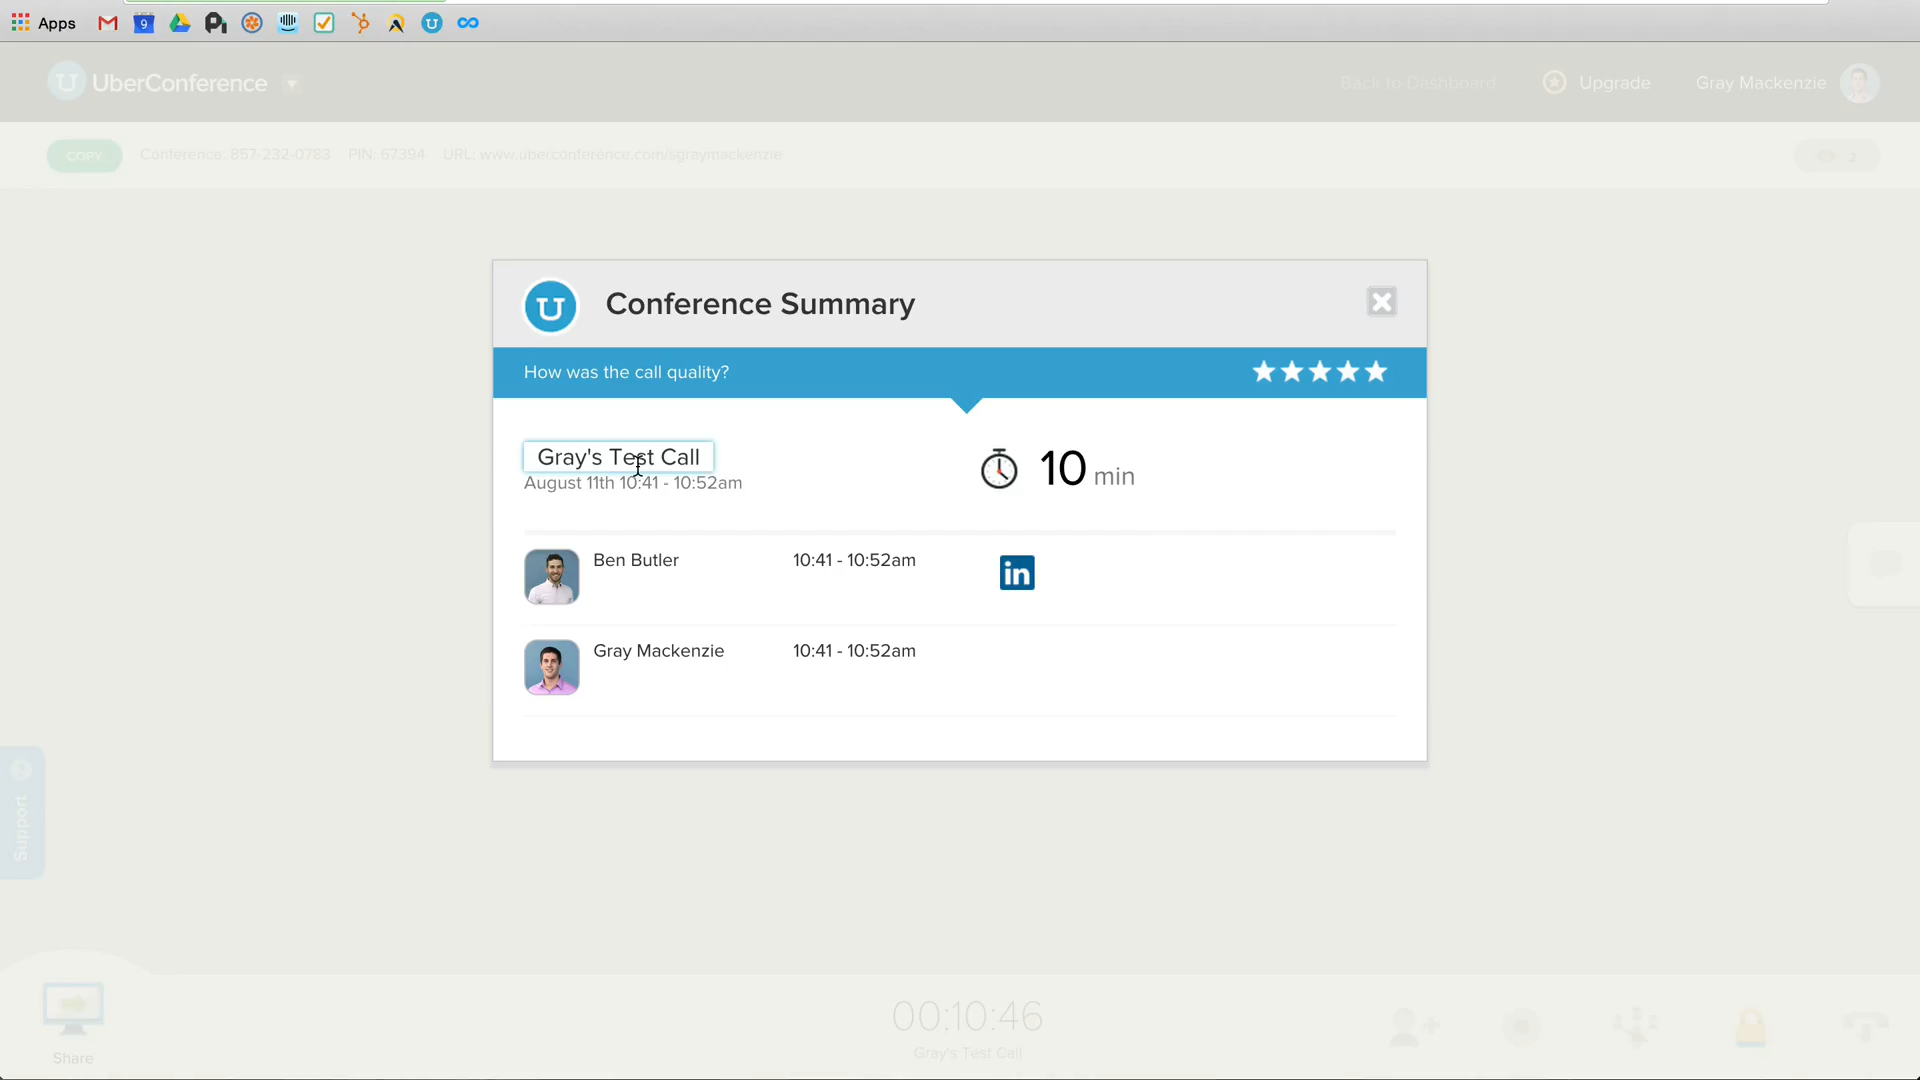 Apps
9
UberConference
Back to Dashboard
Upgrade
Gray Mackenzie
COPY
Conference: 857-232-0783
PIN: 67394
URL: www.uberconference.com/sgraymackenzie
2
U
Conference Summary
How was the call quality?
Gray's Test Call
August 11th 10:41 - 10:52am
10 min
Ben Butler
10:41 - 10:52am
in
Gray Mackenzie
10:41 - 10:52am
Support
Share
00:10:46
Gray's Test Call